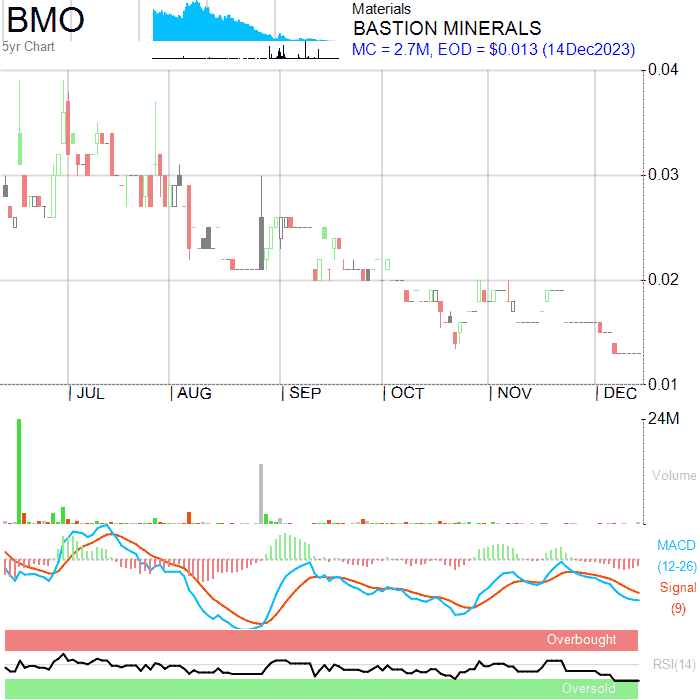 BMO
5yr Chart
Materials
BASTION MINERALS
MC = 2.7M, EOD = $0.013 (14Dec2023)
0.04
0.03
0.02
0.01
JUL AUG SEP OCT NOV DEC
24M
Volume
MACD
(12-26)
Signal
(9)
Overbought
RSI(14)
Oversold